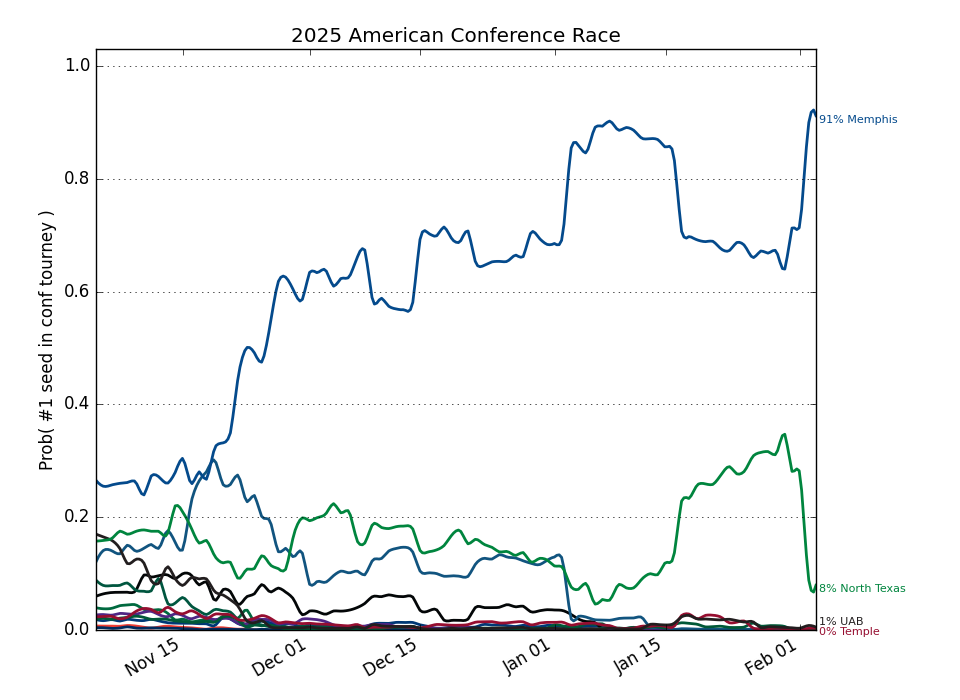 2025 American Conference Race
Prob( #1 seed in conf tourney )
1.0
0.8
0.6
0.4
0.2
0.0
Nov 15
Dec 01
Dec 15
Jan 01
Jan 15
Feb 01
91% Memphis
8% North Texas
1% UAB
0% Temple